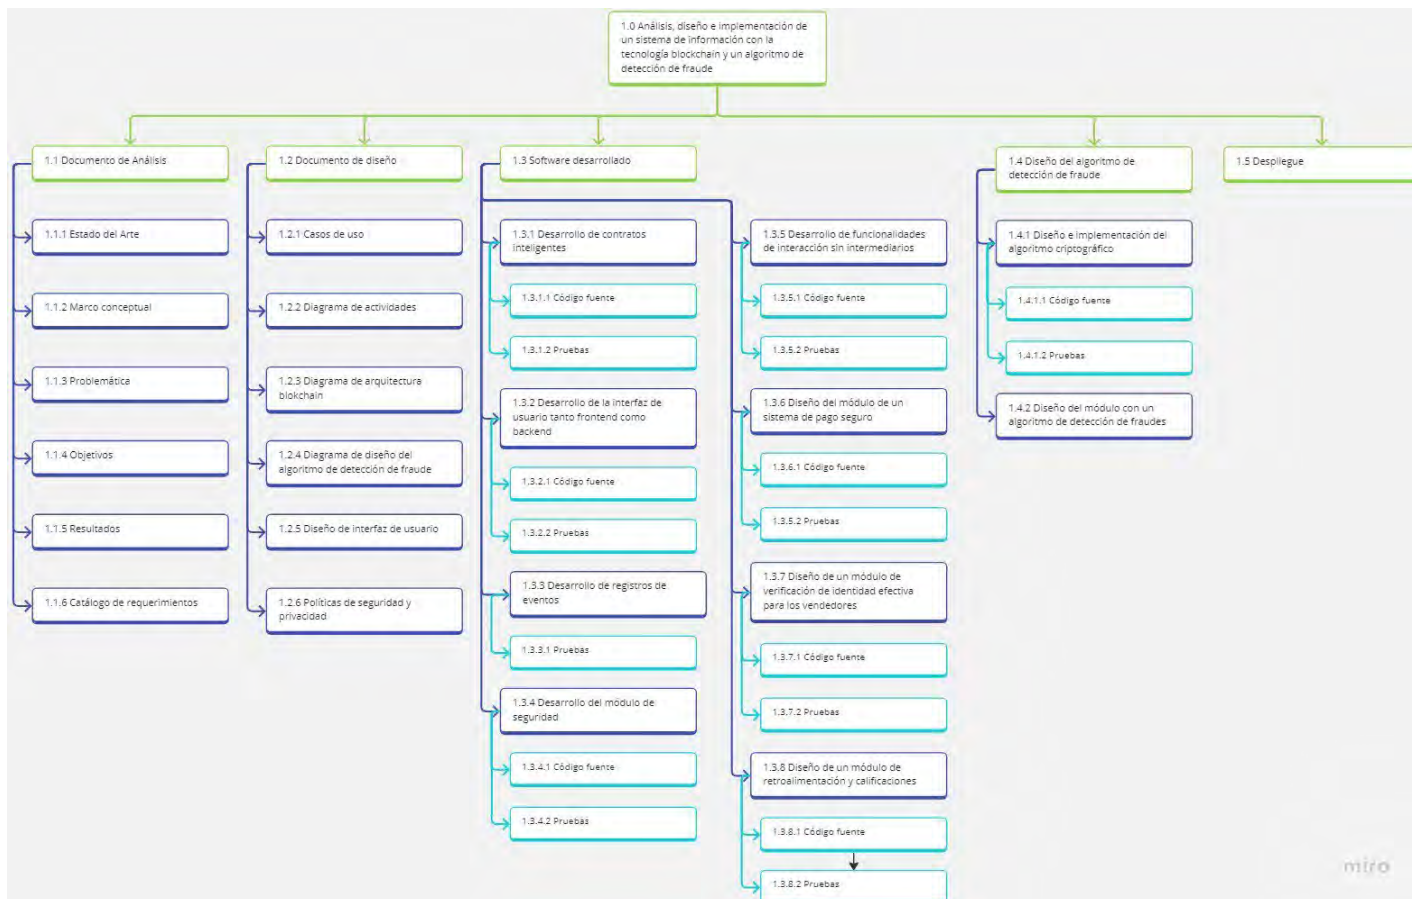 1.0 Análisis, diseño e implementación de
un sistema de información con la
tecnología blockchain y un algoritmo de
detección de fraude
1.1 Documento de Análisis
1.1.1 Estado del Arte
1.1.2 Marco conceptual
1.1.3 Problemática
1.1.4 Objetivos
1.1.5 Resultados
1.1.6 Catálogo de requerimientos
1.2 Documento de diseño
1.2.1 Casos de uso
1.2.2 Diagrama de actividades
1.2.3 Diagrama de arquitectura
blokchain
1.2.4 Diagrama de diseño del
algoritmo de detección de fraude
1.2.5 Diseño de interfaz de usuario
1.2.6 Políticas de seguridad y
privacidad
1.3 Software desarrollado
1.3.1 Desarrollo de contratos
inteligentes
1.3.1.1 Código fuente
1.3.1.2 Pruebas
1.3.2 Desarrollo de la interfaz de
usuario tanto frontend como
backend
1.3.2.1 Código fuente
1.3.2.2 Pruebas
1.3.3 Desarrollo de registros de
eventos
1.3.3.1 Pruebas
1.3.4 Desarrollo del módulo de
seguridad
1.3.4.1 Código fuente
1.3.4.2 Pruebas
1.3.5 Desarrollo de funcionalidades
de interacción sin intermediarios
1.3.5.1 Código fuente
1.3.5.2 Pruebas
1.3.6 Diseño del módulo de un
sistema de pago seguro
1.3.6.1 Código fuente
1.3.5.2 Pruebas
1.3.7 Diseño de un módulo de
verificación de identidad efectiva
para los vendedores
1.3.7.1 Código fuente
1.3.7.2 Pruebas
1.3.8 Diseño de un módulo de
retroalimentación y calificaciones
1.3.8.1 Código fuente
1.3.8.2 Pruebas
1.4 Diseño del algoritmo de
detección de fraude
1.4.1 Diseño e implementación del
algoritmo criptográfico
1.4.1.1 Código fuente
1.4.1.2 Pruebas
1.4.2 Diseño del módulo con un
algoritmo de detección de fraudes
1.5 Despliegue
miro